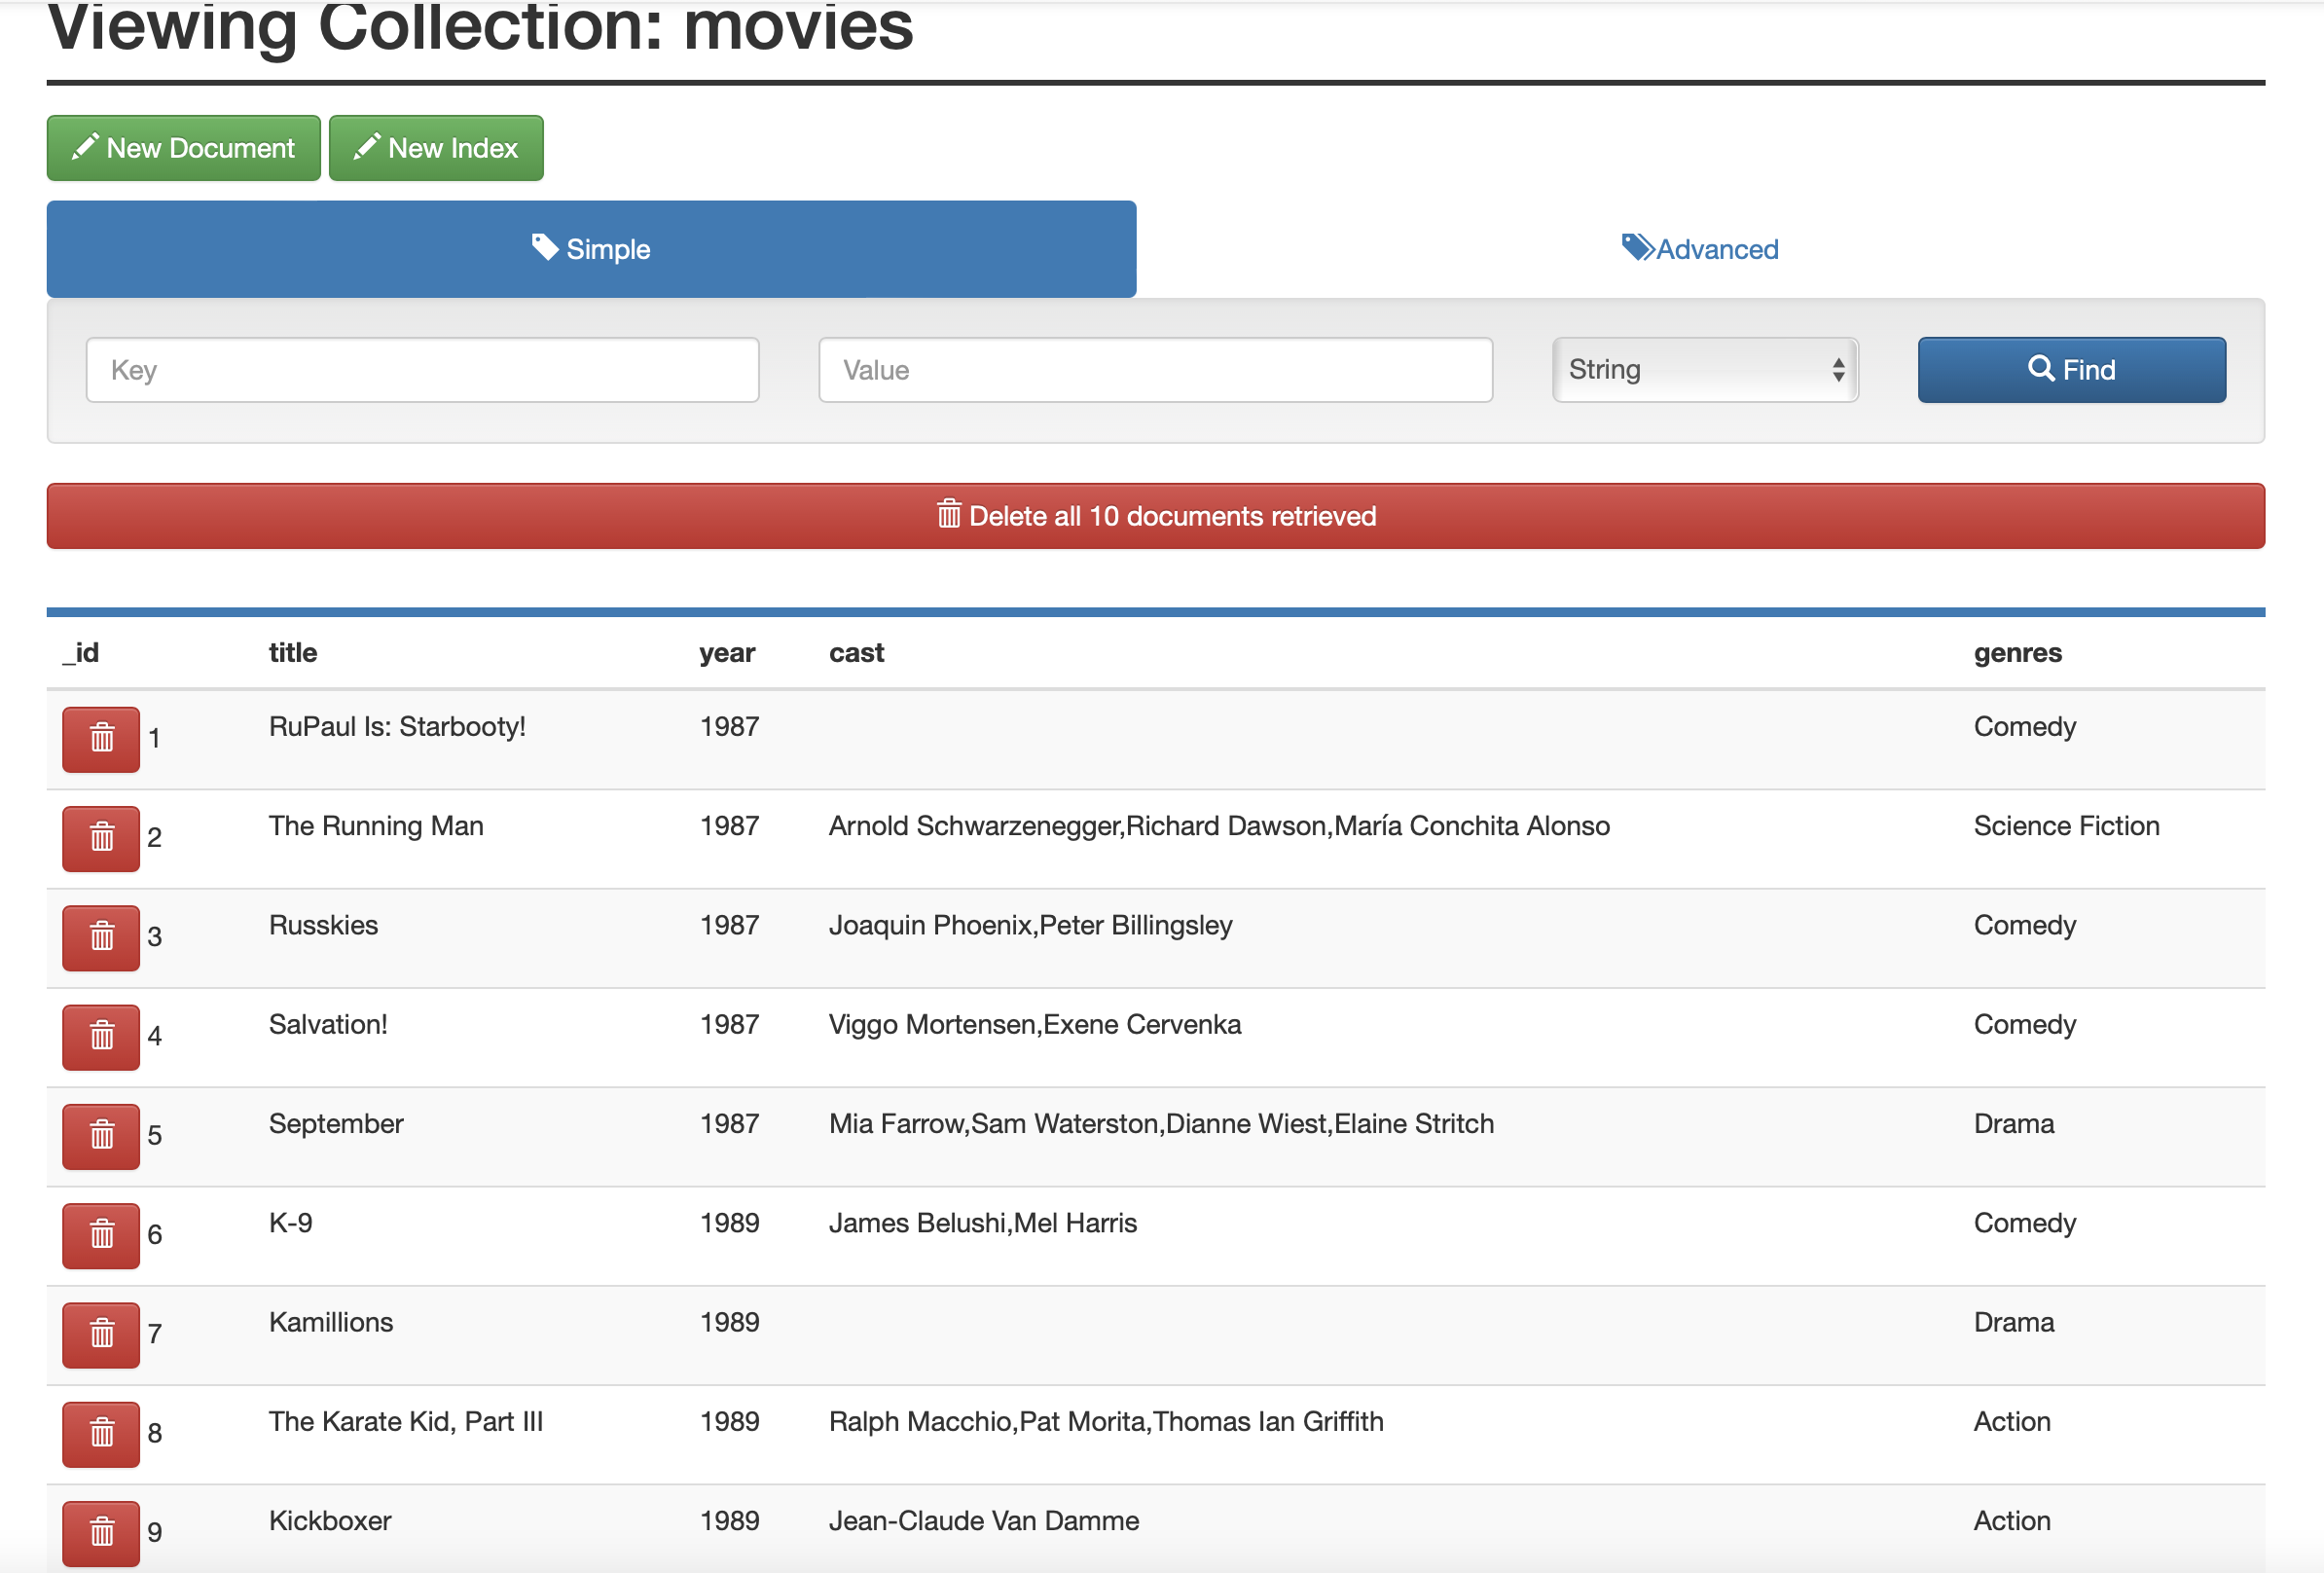 Viewing Collection: movies
New Document New Index
Simple Advanced
Key Value String Find
Delete all 10 documents retrieved
_id title year cast genres
1 RuPaul Is: Starbooty! 1987 Comedy
2 The Running Man 1987 Arnold Schwarzenegger,Richard Dawson,María Conchita Alonso Science Fiction
3 Russkies 1987 Joaquin Phoenix,Peter Billingsley Comedy
4 Salvation! 1987 Viggo Mortensen,Exene Cervenka Comedy
5 September 1987 Mia Farrow,Sam Waterston,Dianne Wiest,Elaine Stritch Drama
6 K-9 1989 James Belushi,Mel Harris Comedy
7 Kamillions 1989 Drama
8 The Karate Kid, Part III 1989 Ralph Macchio,Pat Morita,Thomas Ian Griffith Action
9 Kickboxer 1989 Jean-Claude Van Damme Action